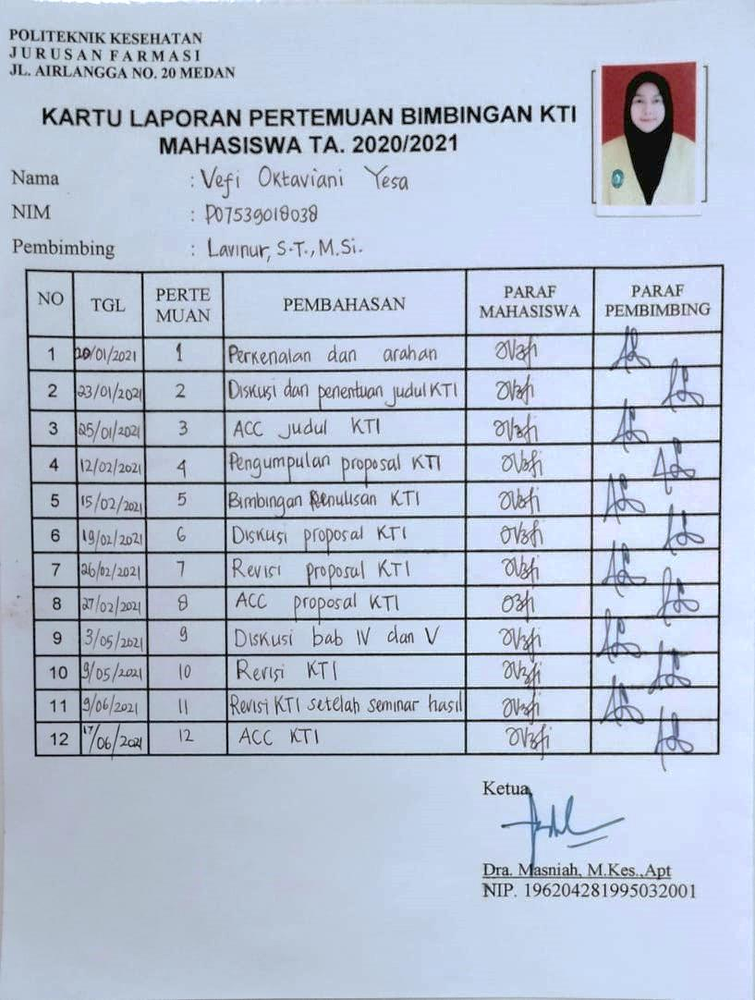 POLITEKNIK KESEHATAN
JURUSAN FARMASI
JL. AIRLANGGA NO. 20 MEDAN
KARTU LAPORAN PERTEMUAN BIMBINGAN KTI
MAHASISWA TA. 2020/2021
Nama : Vefi Oktaviani Yesa
NIM : P07539018038
Pembimbing : Lavinur, S.T., M.Si.
NO TGL PERTE MUAN PEMBAHASAN PARAF MAHASISWA PARAF PEMBIMBING
1 20/01/2021 1 Perkenalan dan arahan
2 23/01/2021 2 Diskusi dan penentuan judul KTI
3 25/01/2021 3 ACC judul KTI
4 12/02/2021 4 Pengumpulan proposal KTI
5 15/02/2021 5 Bimbingan Penulisan KTI
6 19/02/2021 6 Diskusi proposal KTI
7 26/02/2021 7 Revisi proposal KTI
8 27/02/2021 8 ACC proposal KTI
9 3/05/2021 9 Diskusi bab IV dan V
10 9/05/2021 10 Revisi KTI
11 9/06/2021 11 Revisi KTI setelah seminar hasil
12 17/06/2021 12 ACC KTI
Ketua,
Dra. Masniah, M.Kes.,Apt
NIP. 196204281995032001